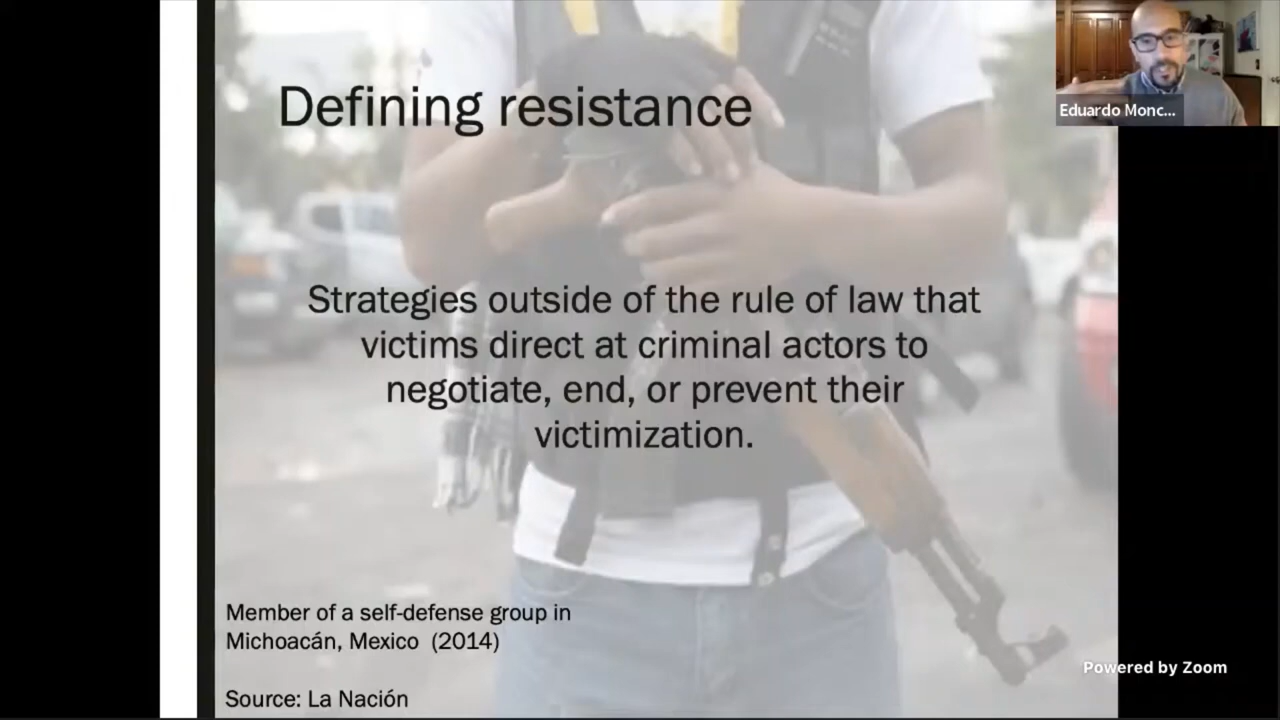 Defining resistance
Eduardo Monc...
Strategies outside of the rule of law that
victims direct at criminal actors to
negotiate, end, or prevent their
victimization.
Member of a self-defense group in
Michoacán, Mexico (2014)
Source: La Nación
Powered by Zoom